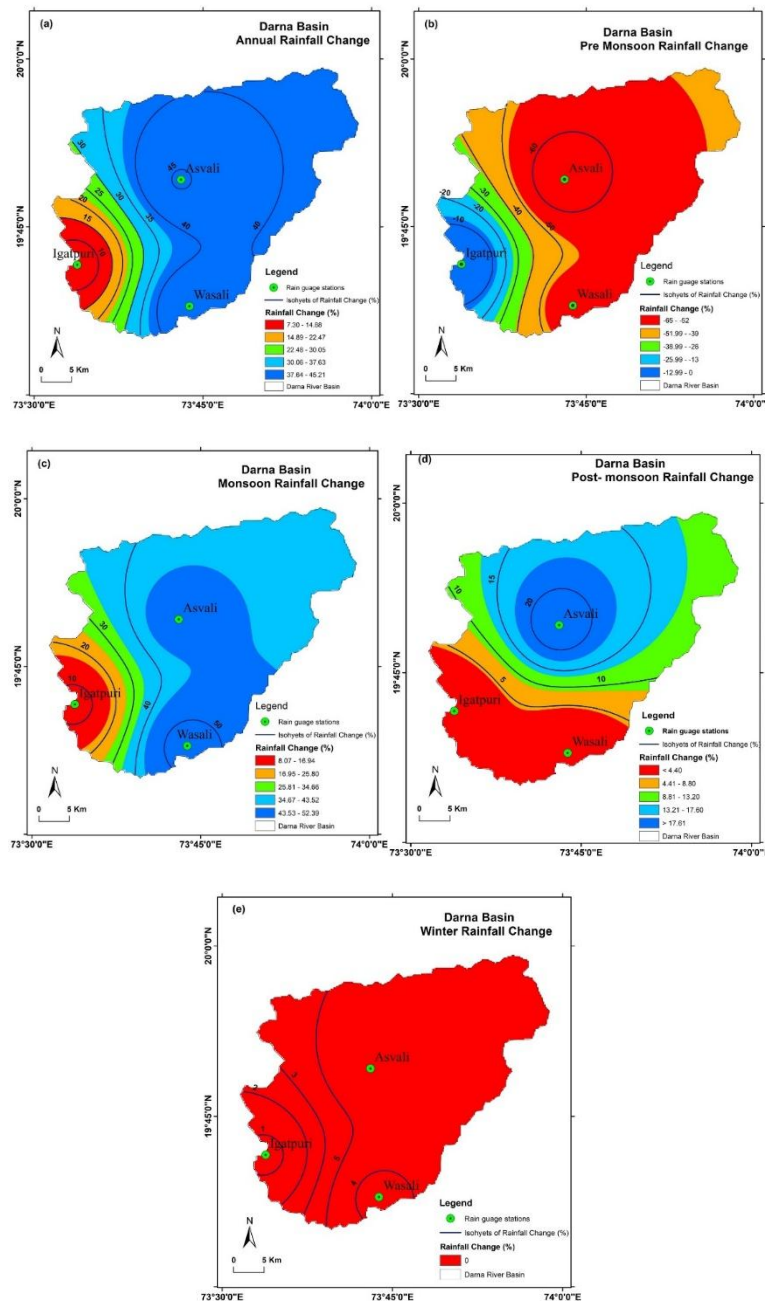 (a)
Darna Basin
Annual Rainfall Change
20°0'0"N
19°45'0"N
30
30
25
20
15
10
35
40
40
45
Asvali
Igatpuri
Wasali
Legend
Rain guage stations
Isohyets of Rainfall Change (%)
Rainfall Change (%)
7.30 - 14.88
14.89 - 22.47
22.48 - 30.05
30.06 - 37.63
37.64 - 45.21
Darna River Basin
N
0 5 Km
73°30'0"E
73°45'0"E
74°0'0"E
(b)
Darna Basin
Pre Monsoon Rainfall Change
20°0'0"N
19°45'0"N
-20
-10
-30
-40
-60
Asvali
Igatpuri
Wasali
Legend
Rain guage stations
Isohyets of Rainfall Change (%)
Rainfall Change (%)
-65 - -52
-51.99 - -39
-38.99 - -26
-25.99 - -13
-12.99 - 0
Darna River Basin
N
0 5 Km
73°30'0"E
73°45'0"E
74°0'0"E
(c)
Darna Basin
Monsoon Rainfall Change
20°0'0"N
19°45'0"N
30
20
10
40
50
Asvali
Igatpuri
Wasali
Legend
Rain guage stations
Isohyets of Rainfall Change (%)
Rainfall Change (%)
8.07 - 16.94
16.95 - 25.80
25.81 - 34.66
34.67 - 43.52
43.53 - 52.39
Darna River Basin
N
0 5 Km
73°30'0"E
73°45'0"E
74°0'0"E
(d)
Darna Basin
Post- monsoon Rainfall Change
20°0'0"N
19°45'0"N
10
15
20
10
5
Asvali
Igatpuri
Wasali
Legend
Rain guage stations
Isohyets of Rainfall Change (%)
Rainfall Change (%)
< 4.40
4.41 - 8.80
8.81 - 13.20
13.21 - 17.60
> 17.61
Darna River Basin
N
0 5 Km
73°30'0"E
73°45'0"E
74°0'0"E
(e)
Darna Basin
Winter Rainfall Change
20°0'0"N
19°45'0"N
2
3
1
4
Asvali
Igatpuri
Wasali
Legend
Rain guage stations
Isohyets of Rainfall Change (%)
Rainfall Change (%)
0
Darna River Basin
N
0 5 Km
73°30'0"E
73°45'0"E
74°0'0"E